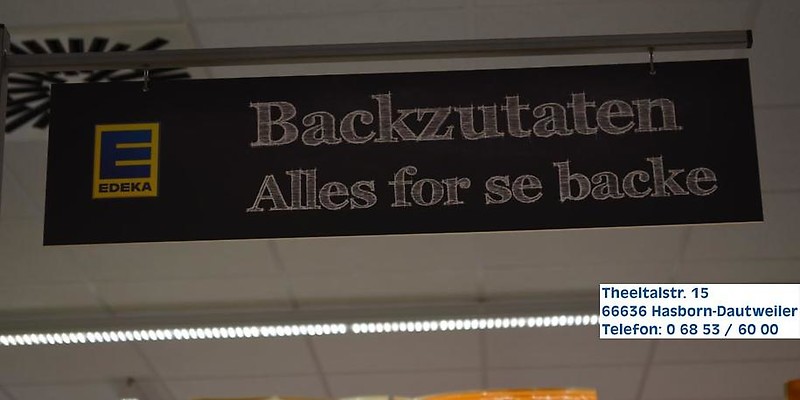 Backzutaten
Alles for se backe
EDEKA
Theeltalstr. 15
66636 Hasborn-Dautweiler
Telefon: 0 68 53 / 60 00